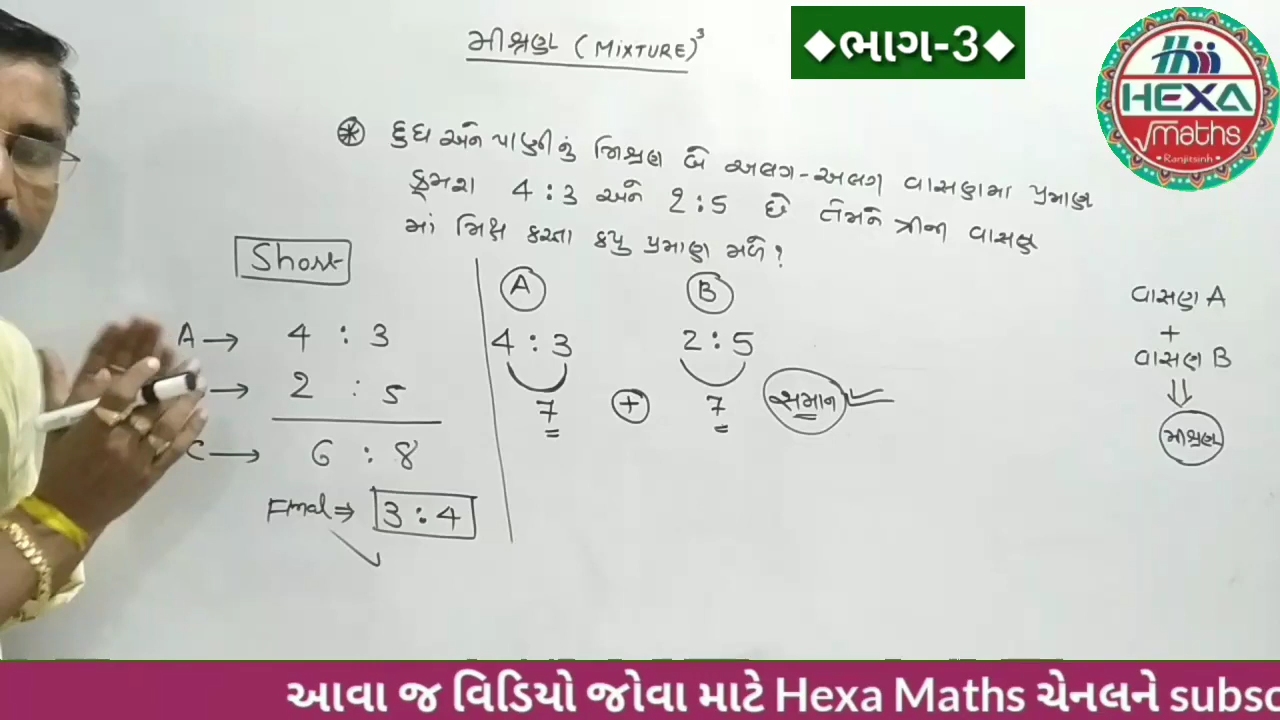 મીશ્રણ (MIXTURE)³
◆ભાગ-3◆
HEXA
maths
Ranjitsinh
દુધ અને પાણીનું મિશ્રણ બે અલગ-અલગ વાસણમા પ્રમાણ
ક્રમશ 4:3 અને 2:5 છે તેમને ત્રીજા વાસણ
માં મિક્ષ કરતા કયુ પ્રમાણ મળે?
Short
A → 4 : 3
→ 2 : 5
C → 6 : 8
Final ⇒ 3:4
A B
4:3 2:5
7 + 7 સમાન
વાસણ A
+
વાસણ B
⇓
મીશ્રણ
આવા જ વિડિયો જોવા માટે Hexa Maths ચેનલને subsc